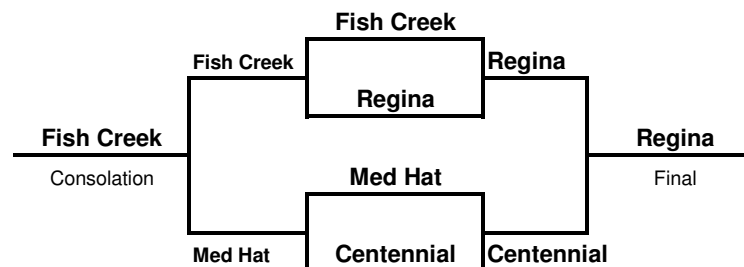 Fish Creek
Fish Creek
Regina
Regina
Fish Creek
Regina
Consolation
Final
Med Hat
Med Hat
Centennial
Centennial